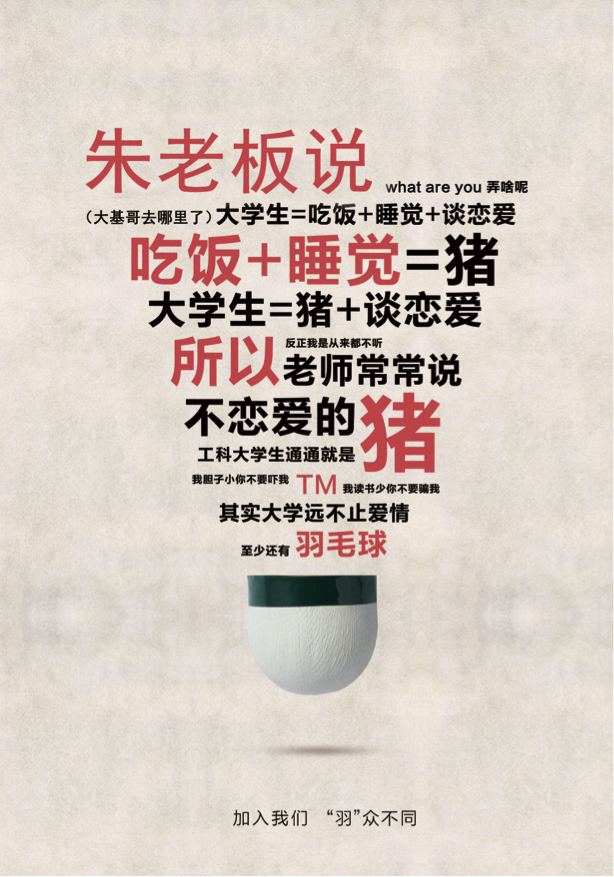 朱老板说 what are you 弄啥呢
（大基哥去哪里了）大学生=吃饭+睡觉+谈恋爱
吃饭+睡觉=猪
大学生=猪+谈恋爱
所以 反正我是从来都不听
老师常常说
不恋爱的猪
工科大学生通通就是
我胆子小你不要吓我 TM 我读书少你不要骗我
其实大学远不止爱情
至少还有 羽毛球
加入我们 “羽”众不同